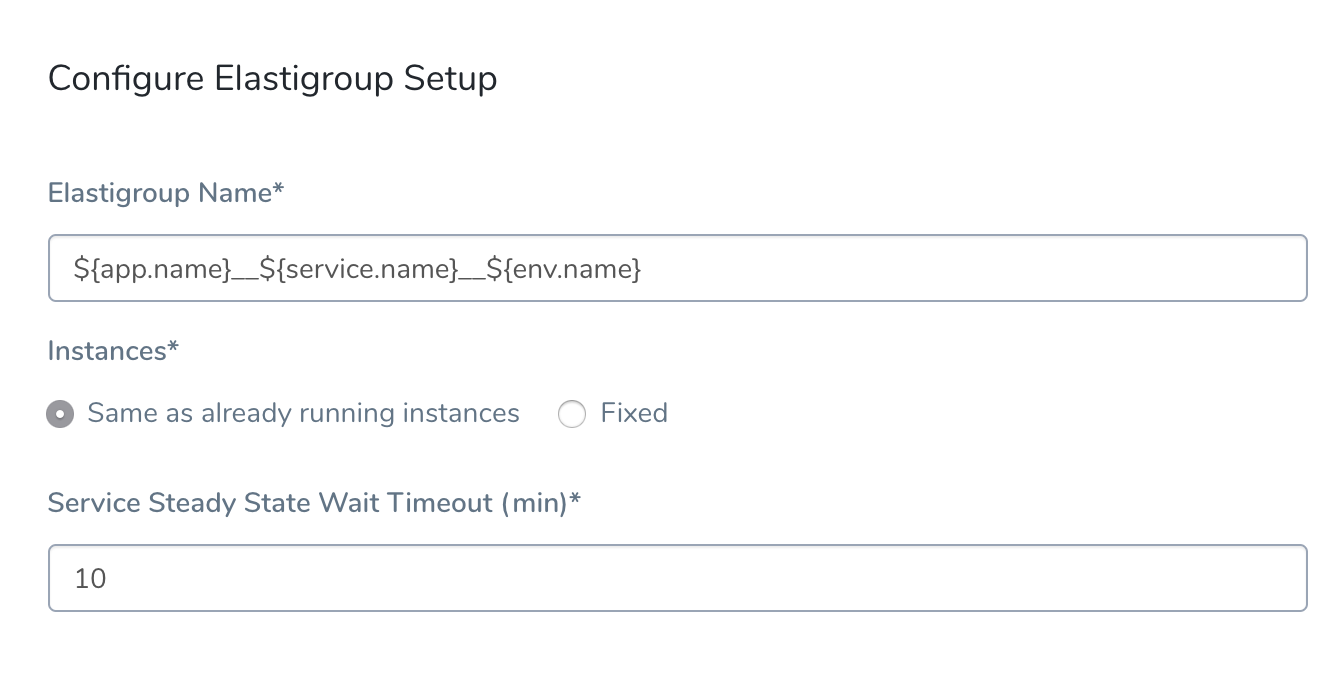 Configure Elastigroup Setup
Elastigroup Name*
${app.name}__${service.name}__${env.name}
Instances*
Same as already running instances Fixed
Service Steady State Wait Timeout (min)*
10